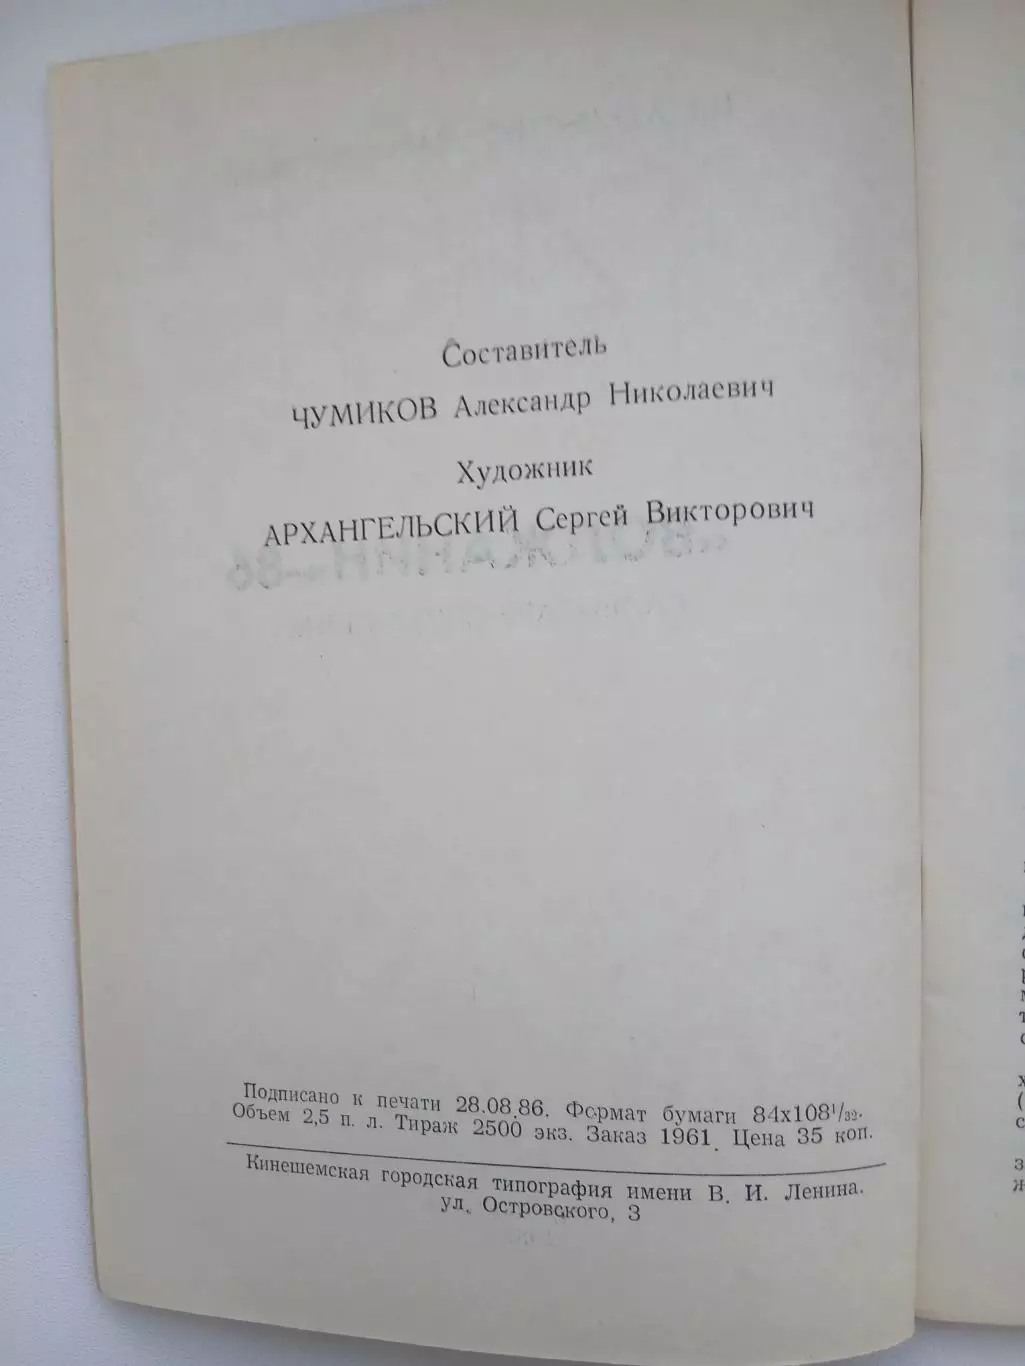 Составитель
ЧУМИКОВ Александр Николаевич
Художник
АРХАНГЕЛЬСКИЙ Сергей Викторович
Подписано к печати 28.08.86. Формат бумаги 84х108¹/₃₂.
Объем 2,5 п. л. Тираж 2500 экз. Заказ 1961. Цена 35 коп.
Кинешемская городская типография имени В. И. Ленина.
ул. Островского, 3